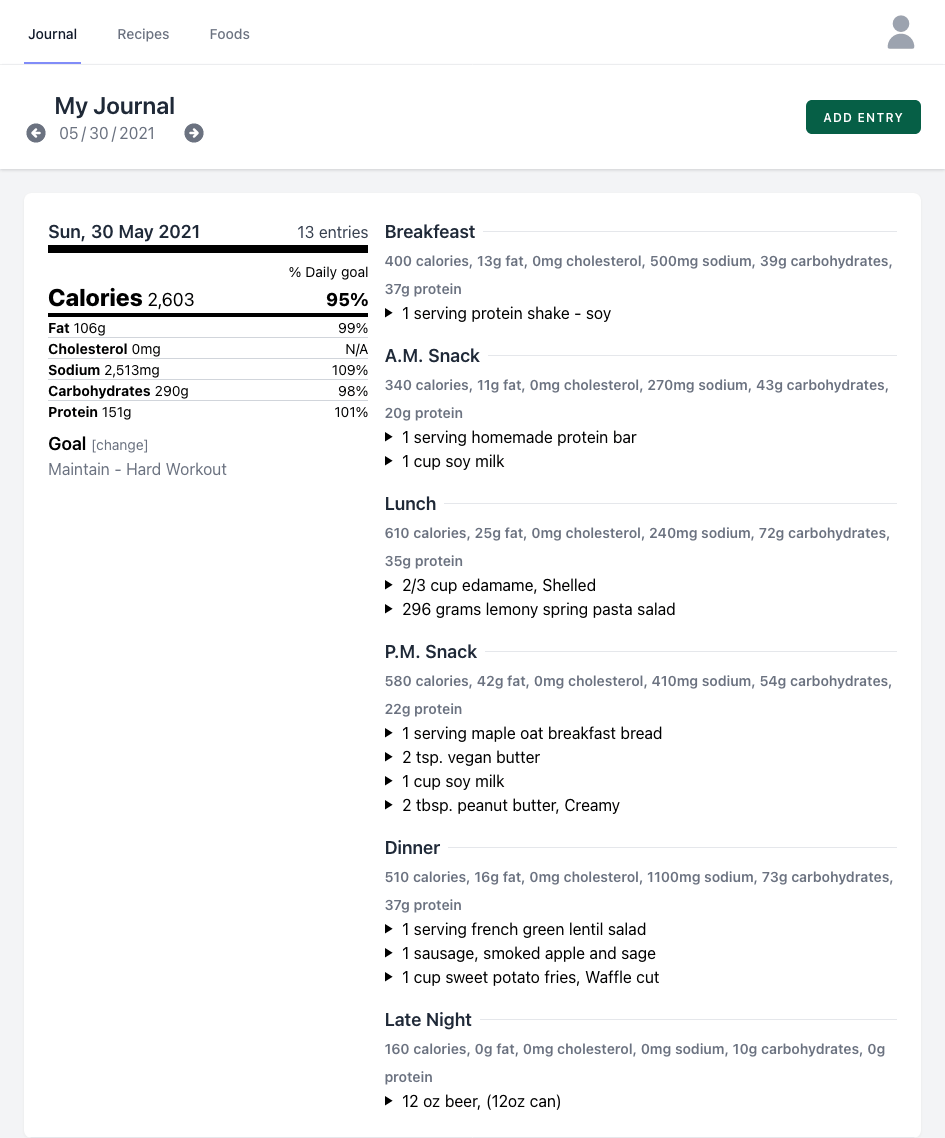 Journal Recipes Foods
My Journal
05/30/2021
ADD ENTRY
Sun, 30 May 2021 13 entries
% Daily goal
Calories 2,603 95%
Fat 106g 99%
Cholesterol 0mg N/A
Sodium 2,513mg 109%
Carbohydrates 290g 98%
Protein 151g 101%
Goal [change]
Maintain - Hard Workout
Breakfeast
400 calories, 13g fat, 0mg cholesterol, 500mg sodium, 39g carbohydrates,
37g protein
1 serving protein shake - soy
A.M. Snack
340 calories, 11g fat, 0mg cholesterol, 270mg sodium, 43g carbohydrates,
20g protein
1 serving homemade protein bar
1 cup soy milk
Lunch
610 calories, 25g fat, 0mg cholesterol, 240mg sodium, 72g carbohydrates,
35g protein
2/3 cup edamame, Shelled
296 grams lemony spring pasta salad
P.M. Snack
580 calories, 42g fat, 0mg cholesterol, 410mg sodium, 54g carbohydrates,
22g protein
1 serving maple oat breakfast bread
2 tsp. vegan butter
1 cup soy milk
2 tbsp. peanut butter, Creamy
Dinner
510 calories, 16g fat, 0mg cholesterol, 1100mg sodium, 73g carbohydrates,
37g protein
1 serving french green lentil salad
1 sausage, smoked apple and sage
1 cup sweet potato fries, Waffle cut
Late Night
160 calories, 0g fat, 0mg cholesterol, 0mg sodium, 10g carbohydrates, 0g
protein
12 oz beer, (12oz can)